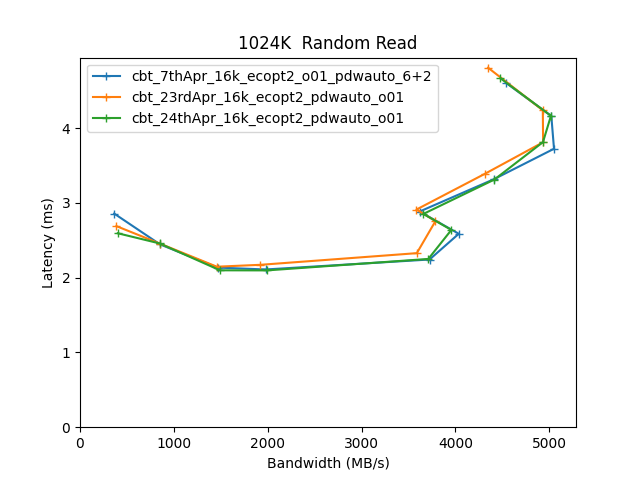 1024K  Random Read
cbt_7thApr_16k_ecopt2_o01_pdwauto_6+2
cbt_23rdApr_16k_ecopt2_pdwauto_o01
cbt_24thApr_16k_ecopt2_pdwauto_o01
Latency (ms)
4
3
2
1
0
0 1000 2000 3000 4000 5000
Bandwidth (MB/s)